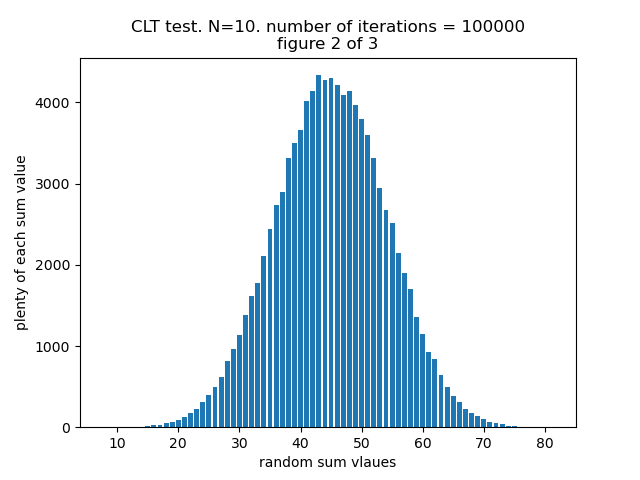 CLT test. N=10. number of iterations = 100000
figure 2 of 3
4000
3000
2000
1000
0
plenty of each sum value
10 20 30 40 50 60 70 80
random sum vlaues